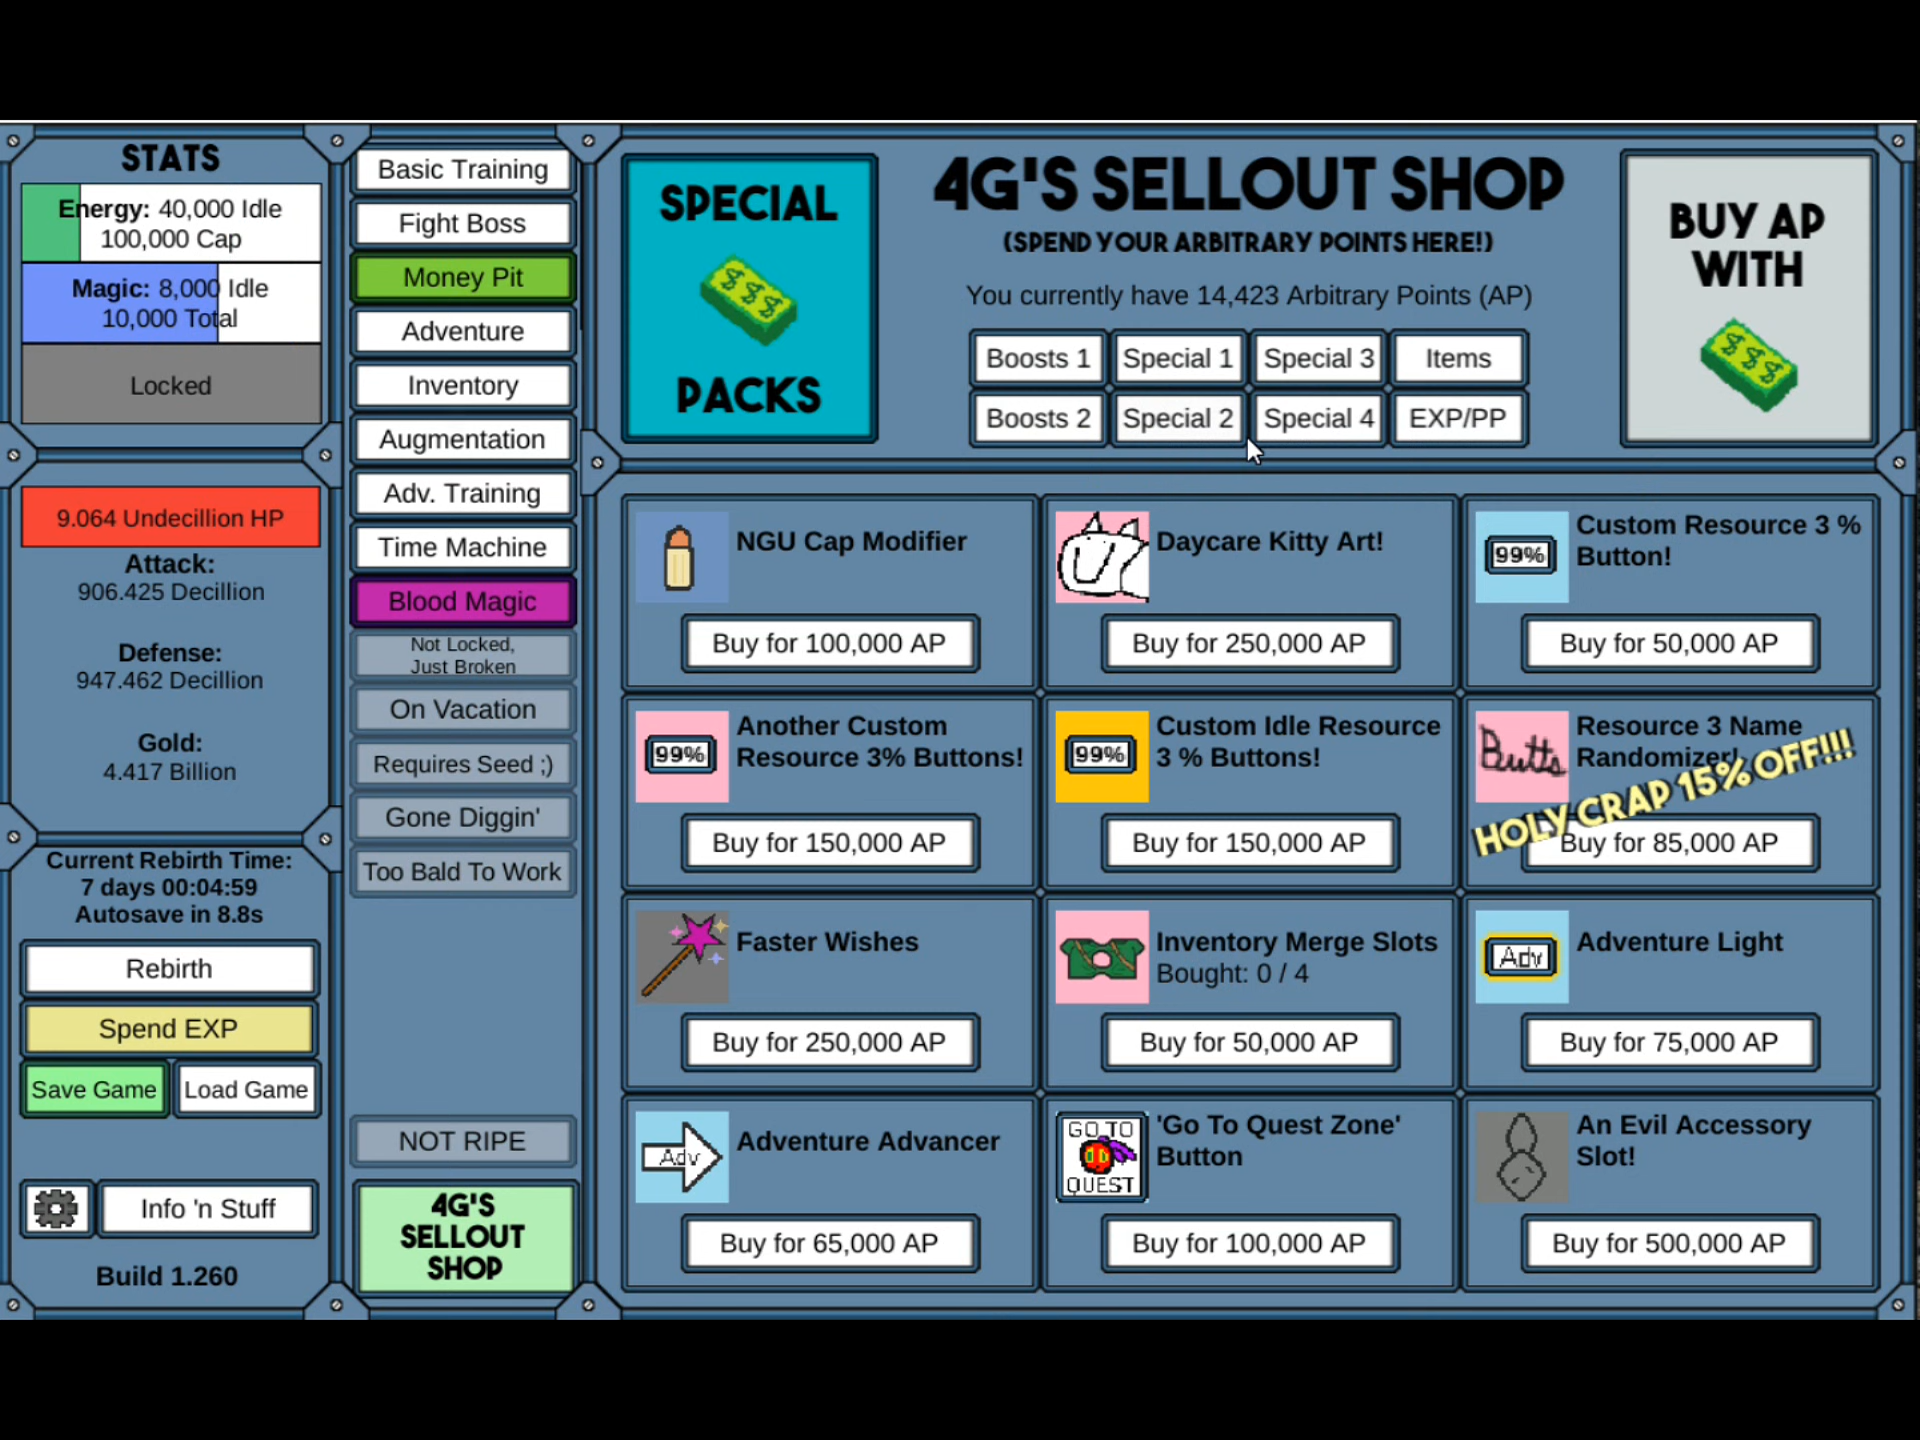 STATS
Energy: 40,000 Idle
100,000 Cap
Magic: 8,000 Idle
10,000 Total
Locked
9.064 Undecillion HP
Attack:
906.425 Decillion
Defense:
947.462 Decillion
Gold:
4.417 Billion
Current Rebirth Time:
7 days 00:04:59
Autosave in 8.8s
Rebirth
Spend EXP
Save Game
Load Game
Info 'n Stuff
Build 1.260
Basic Training
Fight Boss
Money Pit
Adventure
Inventory
Augmentation
Adv. Training
Time Machine
Blood Magic
Not Locked,
Just Broken
On Vacation
Requires Seed ;)
Gone Diggin'
Too Bald To Work
NOT RIPE
4G'S
SELLOUT
SHOP
SPECIAL
PACKS
4G'S SELLOUT SHOP
(SPEND YOUR ARBITRARY POINTS HERE!)
You currently have 14,423 Arbitrary Points (AP)
Boosts 1
Special 1
Special 3
Items
Boosts 2
Special 2
Special 4
EXP/PP
BUY AP
WITH
NGU Cap Modifier
Buy for 100,000 AP
Daycare Kitty Art!
Buy for 250,000 AP
99%
Custom Resource 3 %
Button!
Buy for 50,000 AP
99%
Another Custom
Resource 3% Buttons!
Buy for 150,000 AP
99%
Custom Idle Resource
3 % Buttons!
Buy for 150,000 AP
Butts
Resource 3 Name
Randomizer!
HOLY CRAP 15% OFF!!!
Buy for 85,000 AP
Faster Wishes
Buy for 250,000 AP
Inventory Merge Slots
Bought: 0 / 4
Buy for 50,000 AP
Adv
Adventure Light
Buy for 75,000 AP
Adv
Adventure Advancer
Buy for 65,000 AP
GO TO
QUEST
'Go To Quest Zone'
Button
Buy for 100,000 AP
An Evil Accessory
Slot!
Buy for 500,000 AP